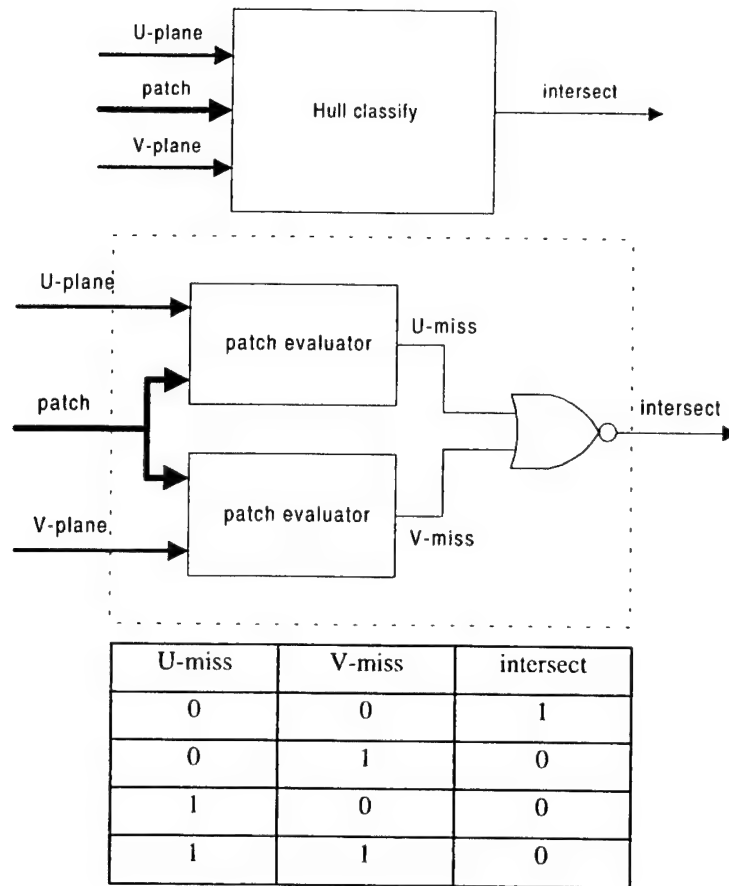 U-plane
patch
V-plane
Hull classify
intersect
U-plane
patch
V-plane
patch evaluator
patch evaluator
U-miss
V-miss
intersect
U-miss V-miss intersect
0 0 1
0 1 0
1 0 0
1 1 0